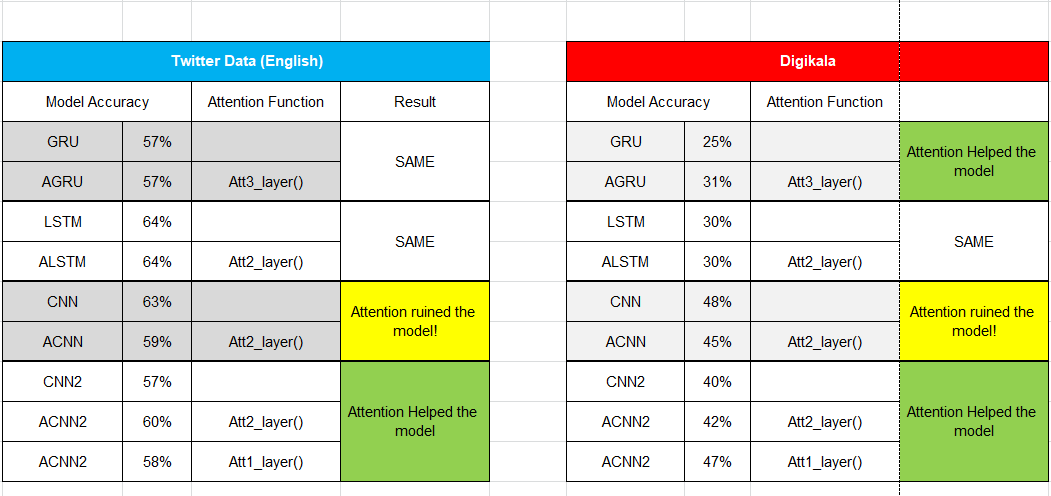 Twitter Data (English)
Model Accuracy Attention Function Result
GRU 57%
SAME
AGRU 57% Att3_layer()
LSTM 64%
SAME
ALSTM 64% Att2_layer()
CNN 63%
Attention ruined the
model!
ACNN 59% Att2_layer()
CNN2 57%
ACNN2 60% Att2_layer()
Attention Helped the
model
ACNN2 58% Att1_layer()
Digikala
Model Accuracy Attention Function
GRU 25%
Attention Helped the
model
AGRU 31% Att3_layer()
LSTM 30%
SAME
ALSTM 30% Att2_layer()
CNN 48%
Attention ruined the
model!
ACNN 45% Att2_layer()
CNN2 40%
ACNN2 42% Att2_layer()
Attention Helped the
model
ACNN2 47% Att1_layer()